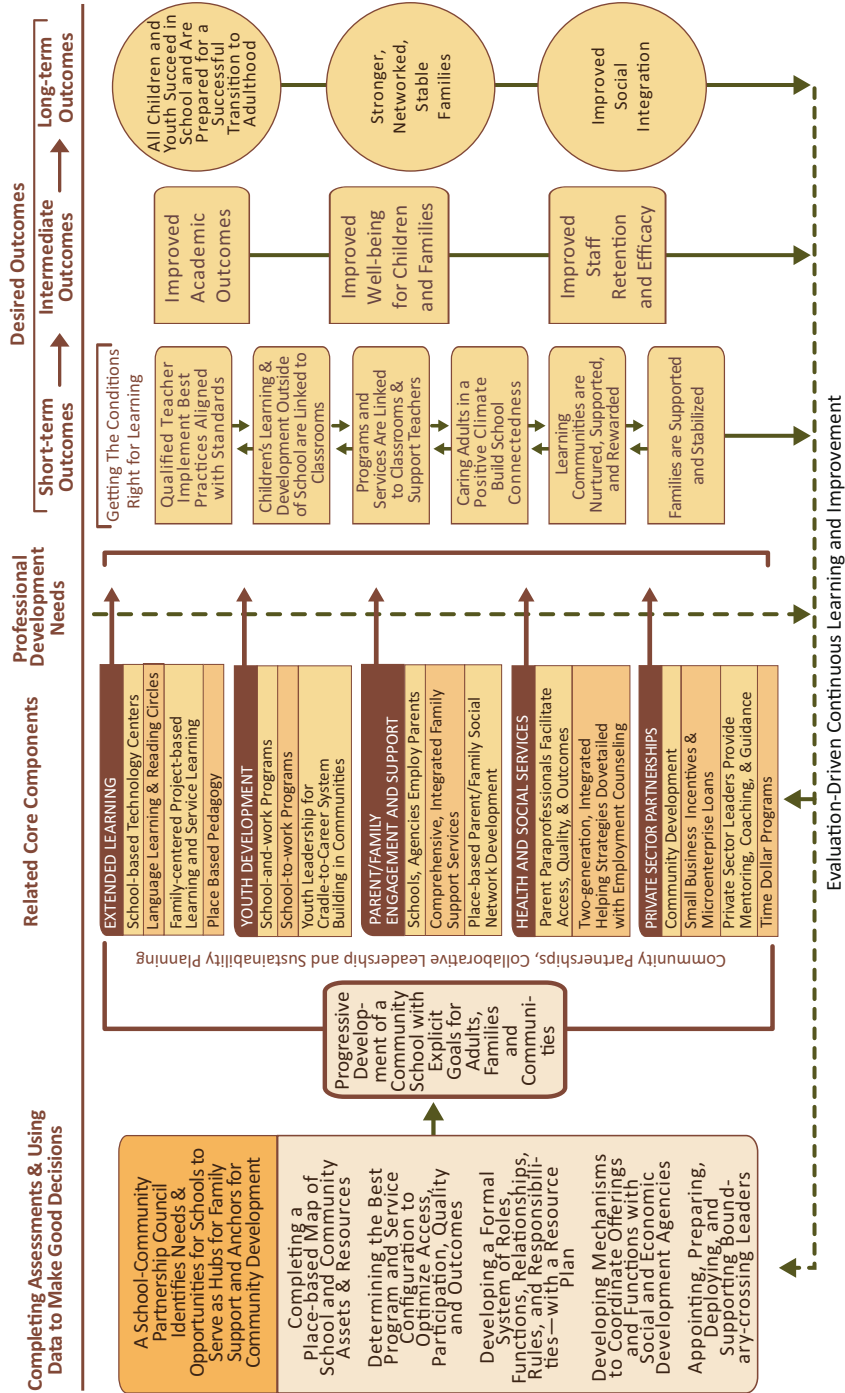 Completing Assessments & Using
Data to Make Good Decisions
Related Core Components
Professional
Development
Needs
Desired Outcomes
Short-term
Outcomes
Intermediate
Outcomes
Long-term
Outcomes
A School-Community
Partnership Council
Identifies Needs &
Opportunities for Schools to
Serve as Hubs for Family
Support and Anchors for
Community Development
Completing a
Place-based Map of
School and Community
Assets & Resources
Determining the Best
Program and Service
Configuration to
Optimize Access,
Participation, Quality
and Outcomes
Developing a Formal
System of Roles,
Functions, Relationships,
Rules, and Responsibili-
ties—with a Resource
Plan
Developing Mechanisms
to Coordinate Offerings
and Functions with
Social and Economic
Development Agencies
Appointing, Preparing,
Deploying, and
Supporting Bound-
ary-crossing Leaders
Progressive
Develop-
ment of a
Community
School with
Explicit
Goals for
Adults,
Families
and
Communi-
ties
Community Partnerships, Collaborative Leadership and Sustainability Planning
EXTENDED LEARNING
School-based Technology Centers
Language Learning & Reading Circles
Family-centered Project-based
Learning and Service Learning
Place Based Pedagogy
YOUTH DEVELOPMENT
School-and-work Programs
School-to-work Programs
Youth Leadership for
Cradle-to-Career System
Building in Communities
PARENT/FAMILY
ENGAGEMENT AND SUPPORT
Schools, Agencies Employ Parents
Comprehensive, Integrated Family
Support Services
Place-based Parent/Family Social
Network Development
HEALTH AND SOCIAL SERVICES
Parent Paraprofessionals Facilitate
Access, Quality, & Outcomes
Two-generation, Integrated
Helping Strategies Dovetailed
with Employment Counseling
PRIVATE SECTOR PARTNERSHIPS
Community Development
Small Business Incentives &
Microenterprise Loans
Private Sector Leaders Provide
Mentoring, Coaching, & Guidance
Time Dollar Programs
Getting The Conditions
Right for Learning
Qualified Teacher
Implement Best
Practices Aligned
with Standards
Children's Learning &
Development Outside
of School are Linked to
Classrooms
Programs and
Services Are Linked
to Classrooms &
Support Teachers
Caring Adults in a
Positive Climate
Build School
Connectedness
Learning
Communities are
Nurtured, Supported,
and Rewarded
Families are Supported
and Stabilized
Improved
Academic
Outcomes
Improved
Well-being
for Children
and Families
Improved
Staff
Retention
and Efficacy
All Children and
Youth Succeed in
School and Are
Prepared for a
Successful
Transition to
Adulthood
Stronger,
Networked,
Stable
Families
Improved
Social
Integration
Evaluation-Driven Continuous Learning and Improvement